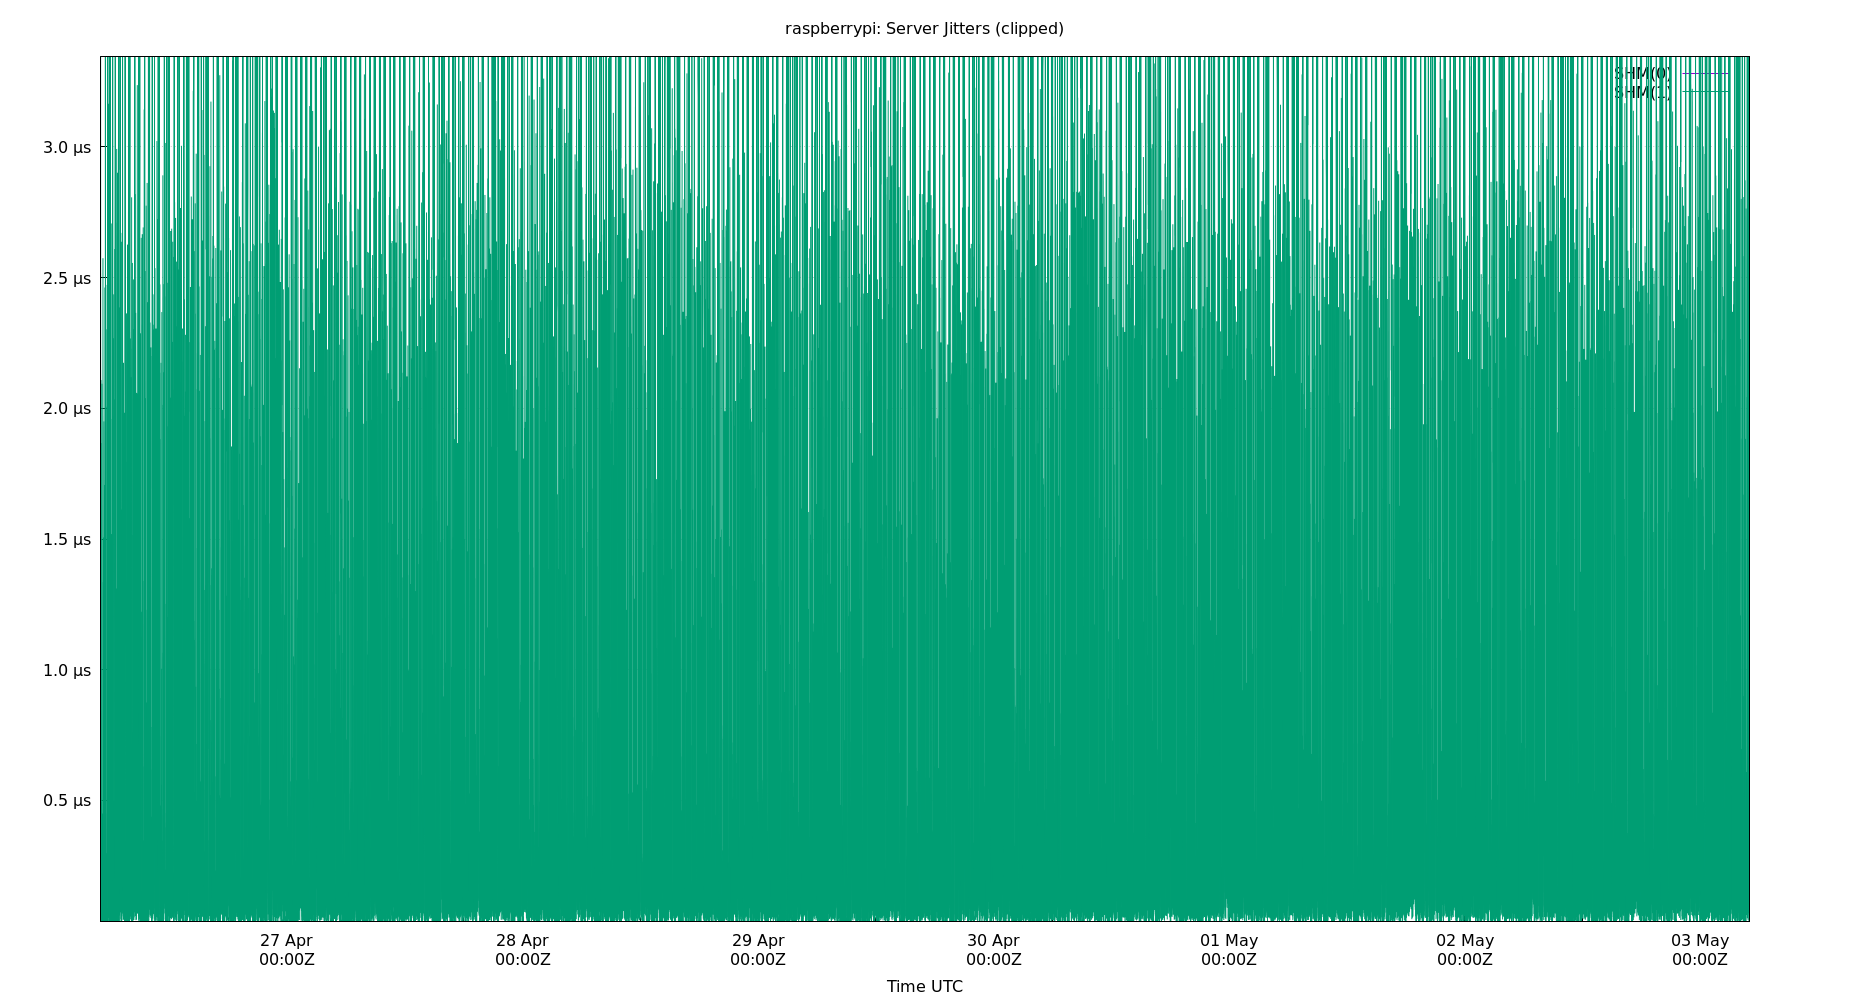 raspberrypi: Server Jitters (clipped)
SHM(0)
SHM(1)
3.0 μs
2.5 μs
2.0 μs
1.5 μs
1.0 μs
0.5 μs
27 Apr 28 Apr 29 Apr 30 Apr 01 May 02 May 03 May
00:00Z 00:00Z 00:00Z 00:00Z 00:00Z 00:00Z 00:00Z
Time UTC